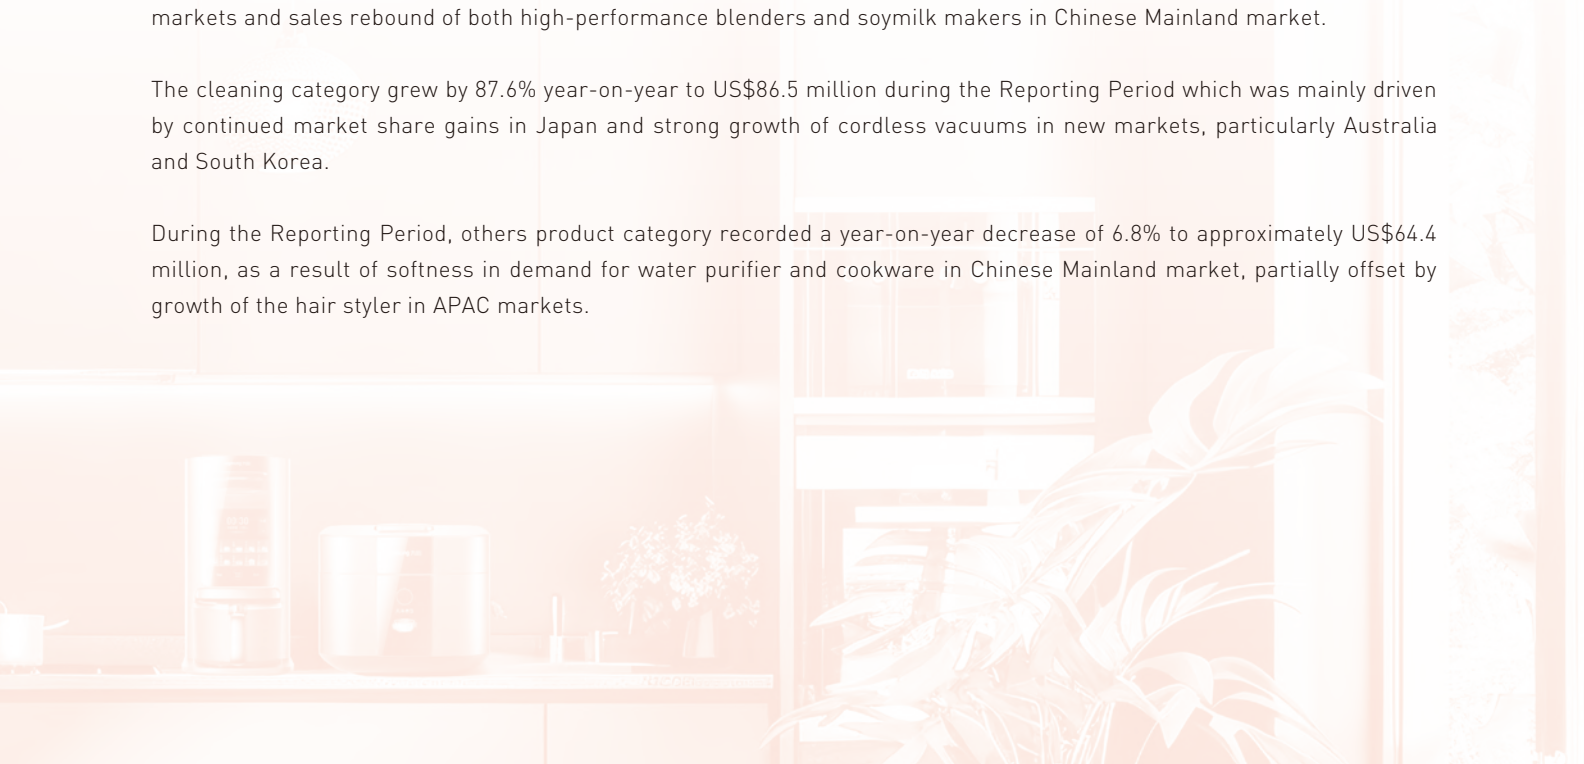 markets and sales rebound of both high-performance blenders and soymilk makers in Chinese Mainland market.
The cleaning category grew by 87.6% year-on-year to US$86.5 million during the Reporting Period which was mainly driven
by continued market share gains in Japan and strong growth of cordless vacuums in new markets, particularly Australia
and South Korea.
During the Reporting Period, others product category recorded a year-on-year decrease of 6.8% to approximately US$64.4
million, as a result of softness in demand for water purifier and cookware in Chinese Mainland market, partially offset by
growth of the hair styler in APAC markets.